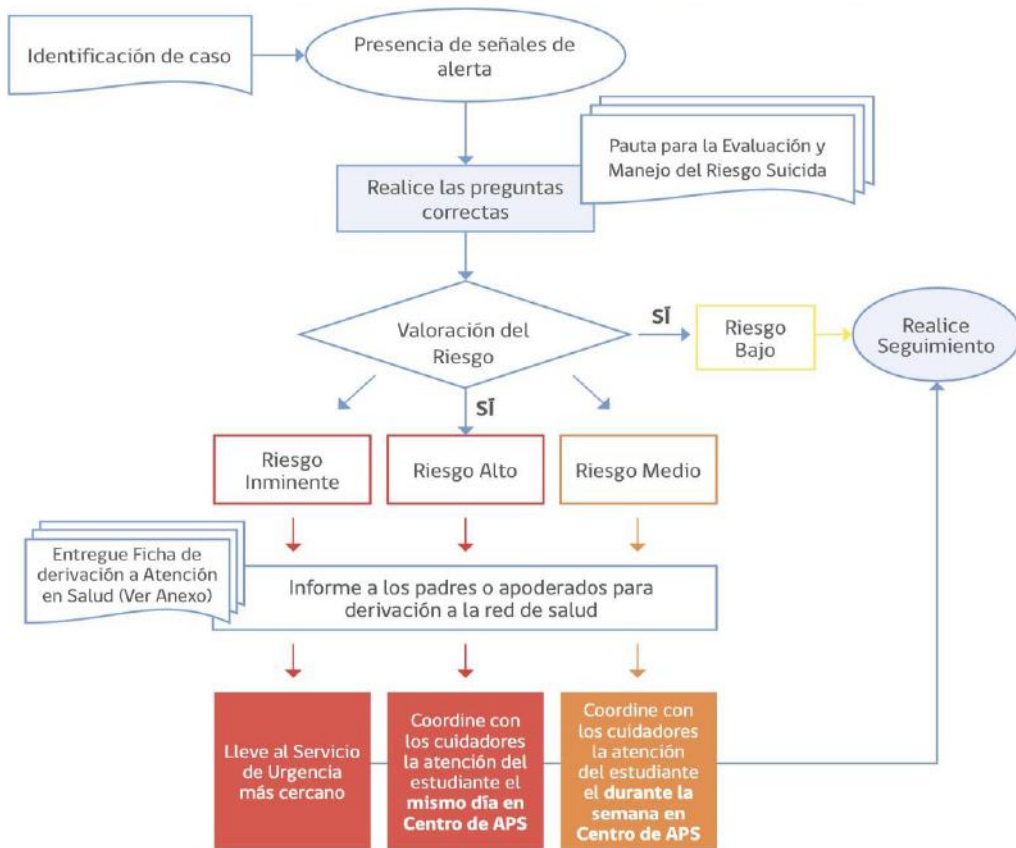 Identificación de caso
Presencia de señales de
alerta
Pauta para la Evaluación y
Manejo del Riesgo Suicida
Realice las preguntas
correctas
Valoración del
Riesgo
SÍ
Riesgo
Bajo
Realice
Seguimiento
SÍ
Riesgo
Inminente
Riesgo Alto
Riesgo Medio
Entregue Ficha de
derivación a Atención
en Salud (Ver Anexo)
Informe a los padres o apoderados para
derivación a la red de salud
Lleve al Servicio
de Urgencia
más cercano
Coordine con
los cuidadores
la atención del
estudiante el
mismo día en
Centro de APS
Coordine con
los cuidadores
la atención
del estudiante
el durante la
semana en
Centro de APS